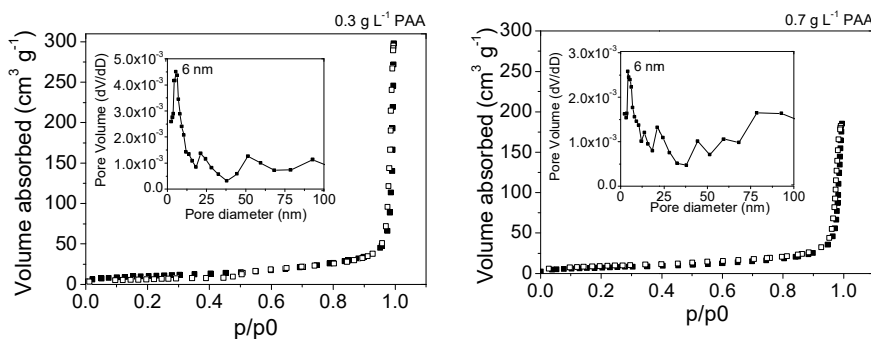 0.3 g L⁻¹ PAA
Volume absorbed (cm³ g⁻¹)
300
250
200
150
100
50
0
0.0 0.2 0.4 0.6 0.8 1.0
p/p0
Pore Volume (dV/dD)
5.0x10⁻³
4.0x10⁻³
3.0x10⁻³
2.0x10⁻³
1.0x10⁻³
0.0
6 nm
0 25 50 75 100
Pore diameter (nm)
0.7 g L⁻¹ PAA
Volume absorbed (cm³ g⁻¹)
300
250
200
150
100
50
0
0.0 0.2 0.4 0.6 0.8 1.0
p/p0
Pore Volume (dV/dD)
3.0x10⁻³
2.0x10⁻³
1.0x10⁻³
0.0
6 nm
0 25 50 75 100
Pore diameter (nm)